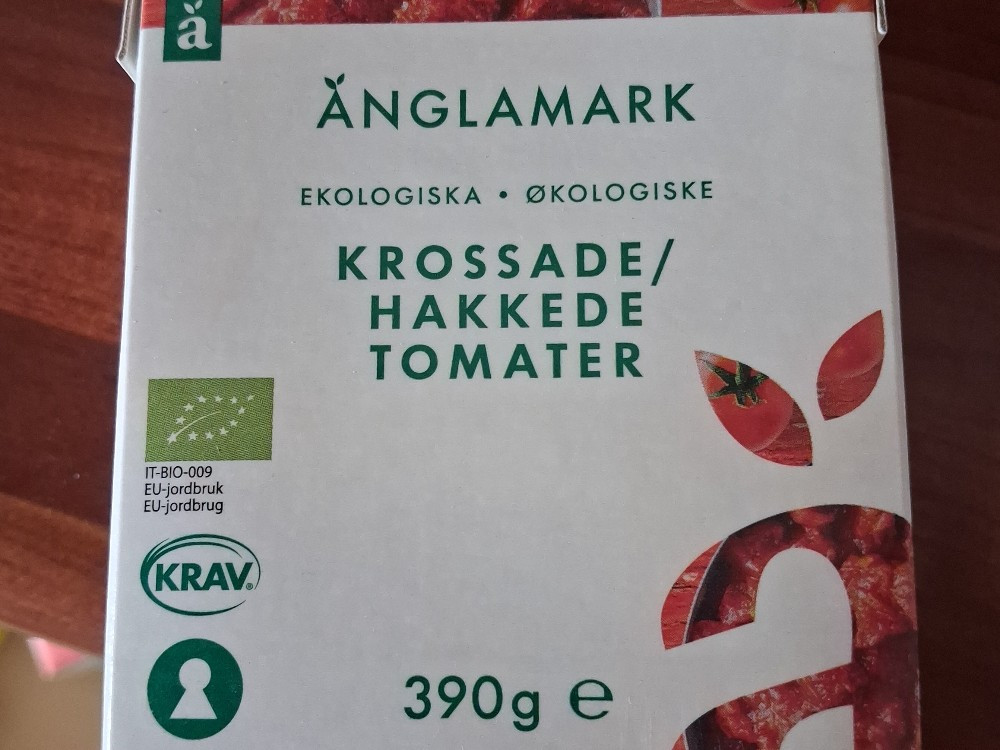 ä
ÄNGLAMARK
EKOLOGISKA • ØKOLOGISKE
KROSSADE/
HAKKEDE
TOMATER
IT-BIO-009
EU-jordbruk
EU-jordbrug
KRAV®
390g e
ä